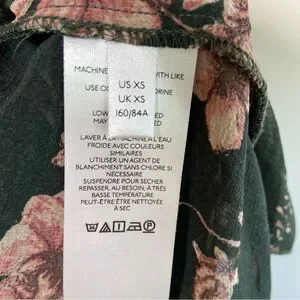 MACHINE
WITH LIKE
US XS
UK XS
160/84A
USE O
ORINE
LOW
ED
MAY
ED
LAVER À LA MACHINE À L'EAU
FROIDE AVEC COULEURS
SIMILAIRES
UTILISER UN AGENT DE
BLANCHIMENT SANS CHLORE SI
NÉCESSAIRE
SUSPENDRE POUR SÉCHER
REPASSER, AU BESOIN, À TRÈS
BASSE TEMPÉRATURE
PEUT-ÊTRE ÊTRE NETTOYÉE
À SEC